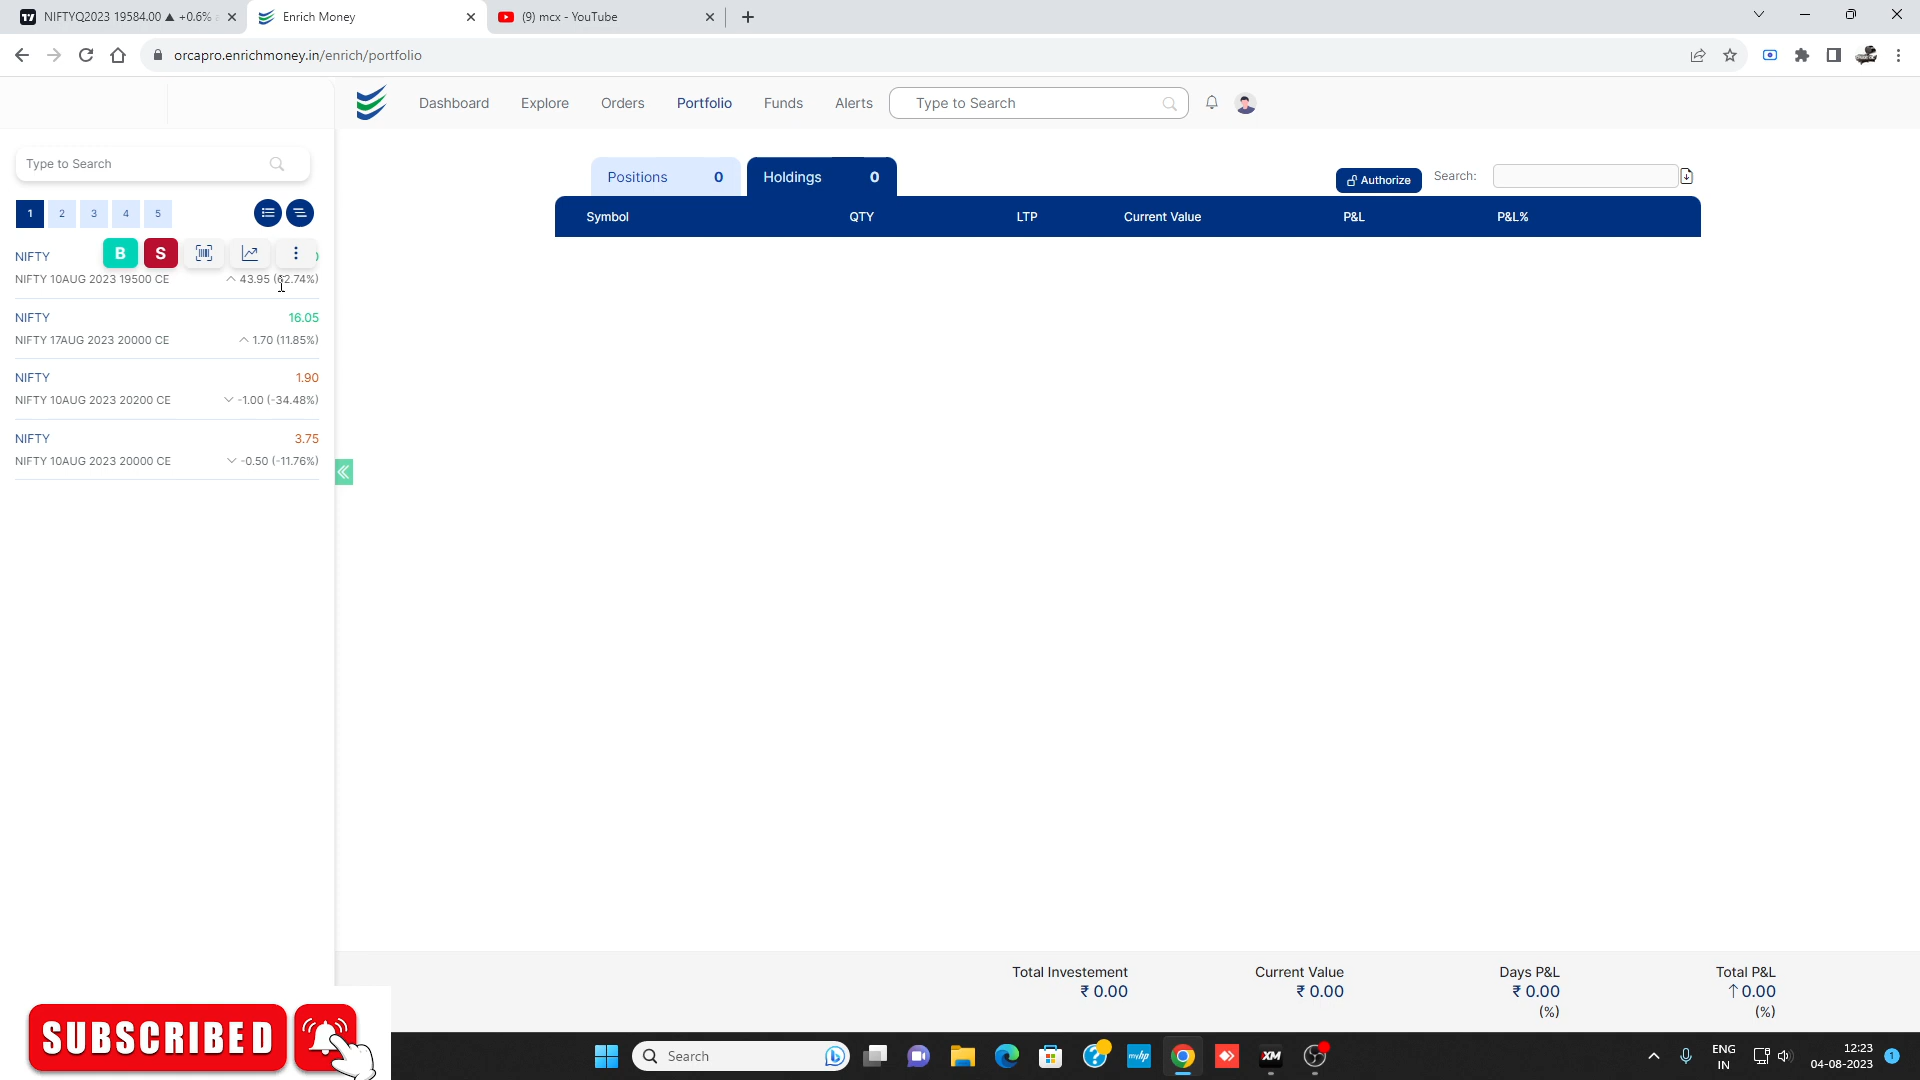 NIFTYQ2023 19584.00 ▲ +0.6%
Enrich Money
(9) mcx - YouTube
orcapro.enrichmoney.in/enrich/portfolio
Dashboard Explore Orders Portfolio Funds Alerts Type to Search
Type to Search
Positions 0 Holdings 0 Authorize Search:
1 2 3 4 5
Symbol QTY LTP Current Value P&L P&L%
NIFTY B S
NIFTY 10AUG 2023 19500 CE 43.95 (62.74%)
NIFTY 16.05
NIFTY 17AUG 2023 20000 CE 1.70 (11.85%)
NIFTY 1.90
NIFTY 10AUG 2023 20200 CE -1.00 (-34.48%)
NIFTY 3.75
NIFTY 10AUG 2023 20000 CE -0.50 (-11.76%)
Total Investement Current Value Days P&L Total P&L
₹ 0.00 ₹ 0.00 ₹ 0.00 ↑ 0.00
(%) (%)
SUBSCRIBED
Search
myhp
XM
ENG
IN
12:23
04-08-2023
1